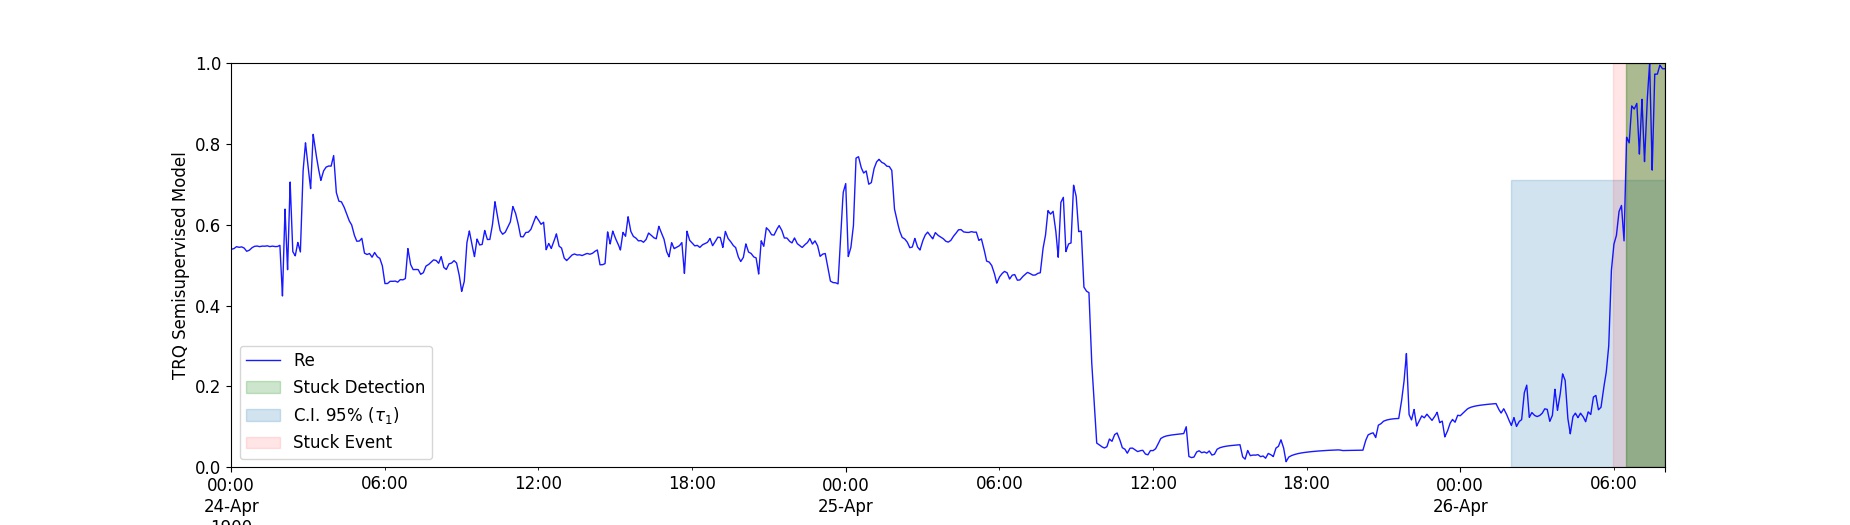 TRQ Semisupervised Model
1.0
0.8
0.6
0.4
0.2
0.0
Re
Stuck Detection
C.I. 95% (τ₁)
Stuck Event
00:00 06:00 12:00 18:00 00:00 06:00 12:00 18:00 00:00 06:00
24-Apr 25-Apr 26-Apr
1900